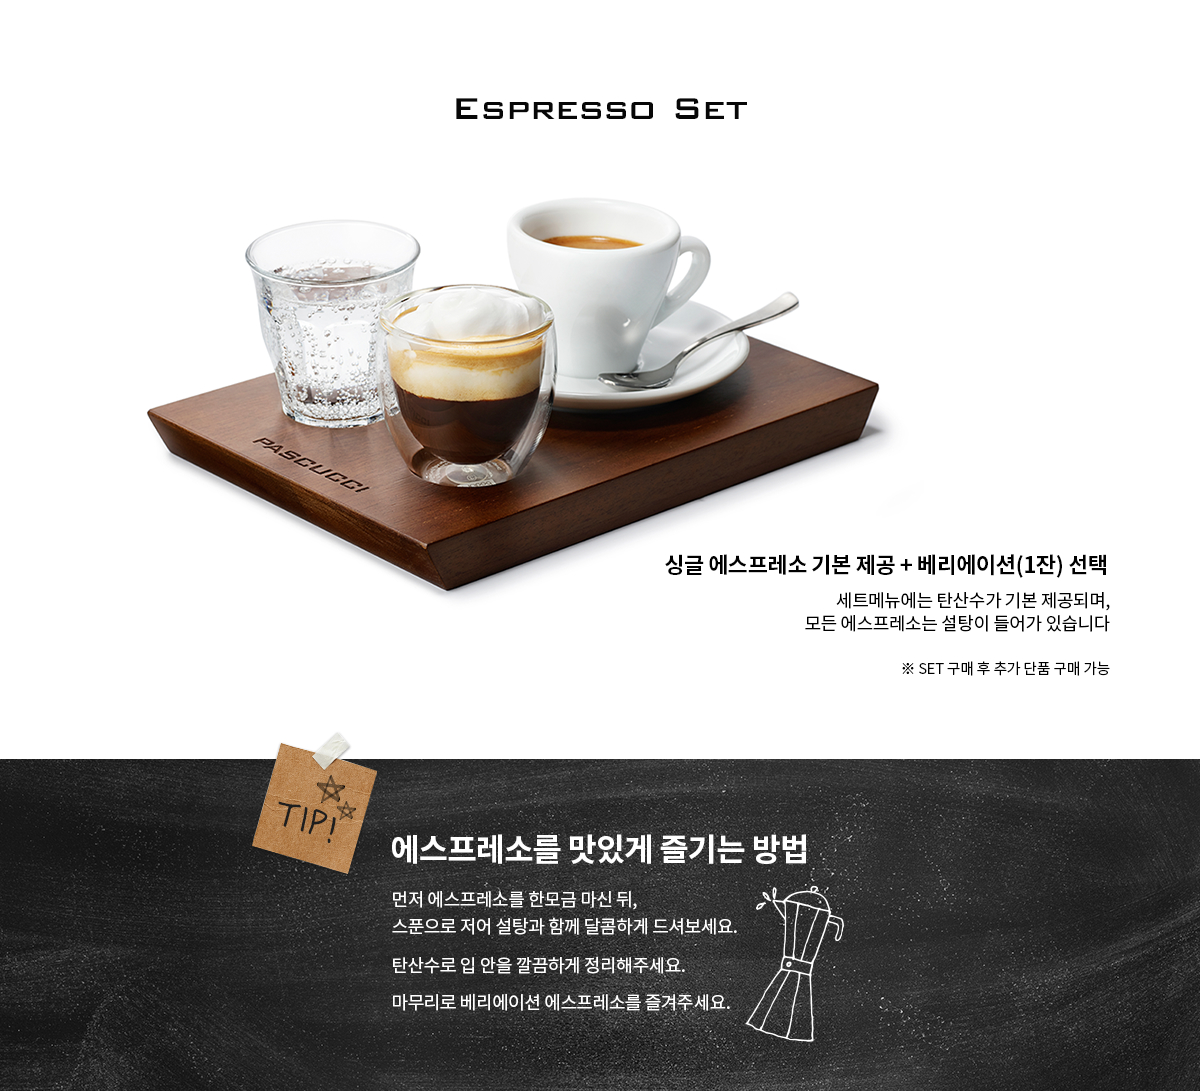 ESPRESSO SET
PASCUCCI
싱글 에스프레소 기본 제공 + 베리에이션(1잔) 선택
세트메뉴에는 탄산수가 기본 제공되며,
모든 에스프레소는 설탕이 들어가 있습니다
※ SET 구매 후 추가 단품 구매 가능
TIP!
에스프레소를 맛있게 즐기는 방법
먼저 에스프레소를 한모금 마신 뒤,
스푼으로 저어 설탕과 함께 달콤하게 드셔보세요.
탄산수로 입 안을 깔끔하게 정리해주세요.
마무리로 베리에이션 에스프레소를 즐겨주세요.